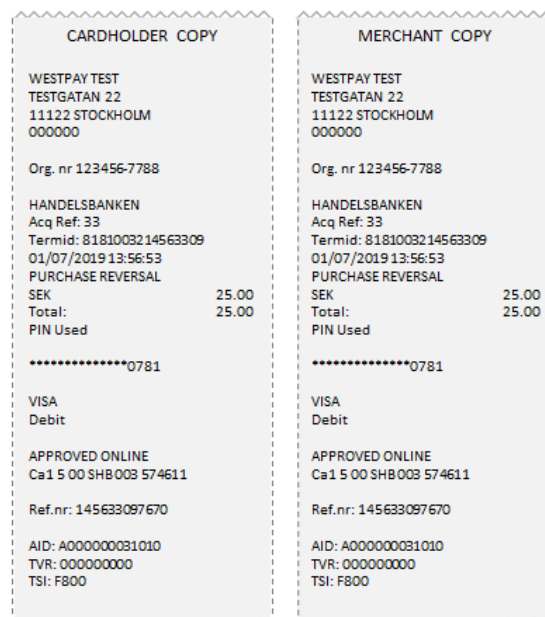 CARDHOLDER COPY
WESTPAY TEST
TESTGATAN 22
11122 STOCKHOLM
000000
Org. nr 123456-7788
HANDELSBANKEN
Acq Ref: 33
Termid: 8181003214563309
01/07/2019 13:56:53
PURCHASE REVERSAL
SEK 25.00
Total: 25.00
PIN Used
**************0781
VISA
Debit
APPROVED ONLINE
Ca1 5 00 SHB003 574611
Ref.nr: 145633097670
AID: A000000031010
TVR: 000000000
TSI: F800
MERCHANT COPY
WESTPAY TEST
TESTGATAN 22
11122 STOCKHOLM
000000
Org. nr 123456-7788
HANDELSBANKEN
Acq Ref: 33
Termid: 8181003214563309
01/07/2019 13:56:53
PURCHASE REVERSAL
SEK 25.00
Total: 25.00
PIN Used
**************0781
VISA
Debit
APPROVED ONLINE
Ca1 5 00 SHB003 574611
Ref.nr: 145633097670
AID: A000000031010
TVR: 000000000
TSI: F800